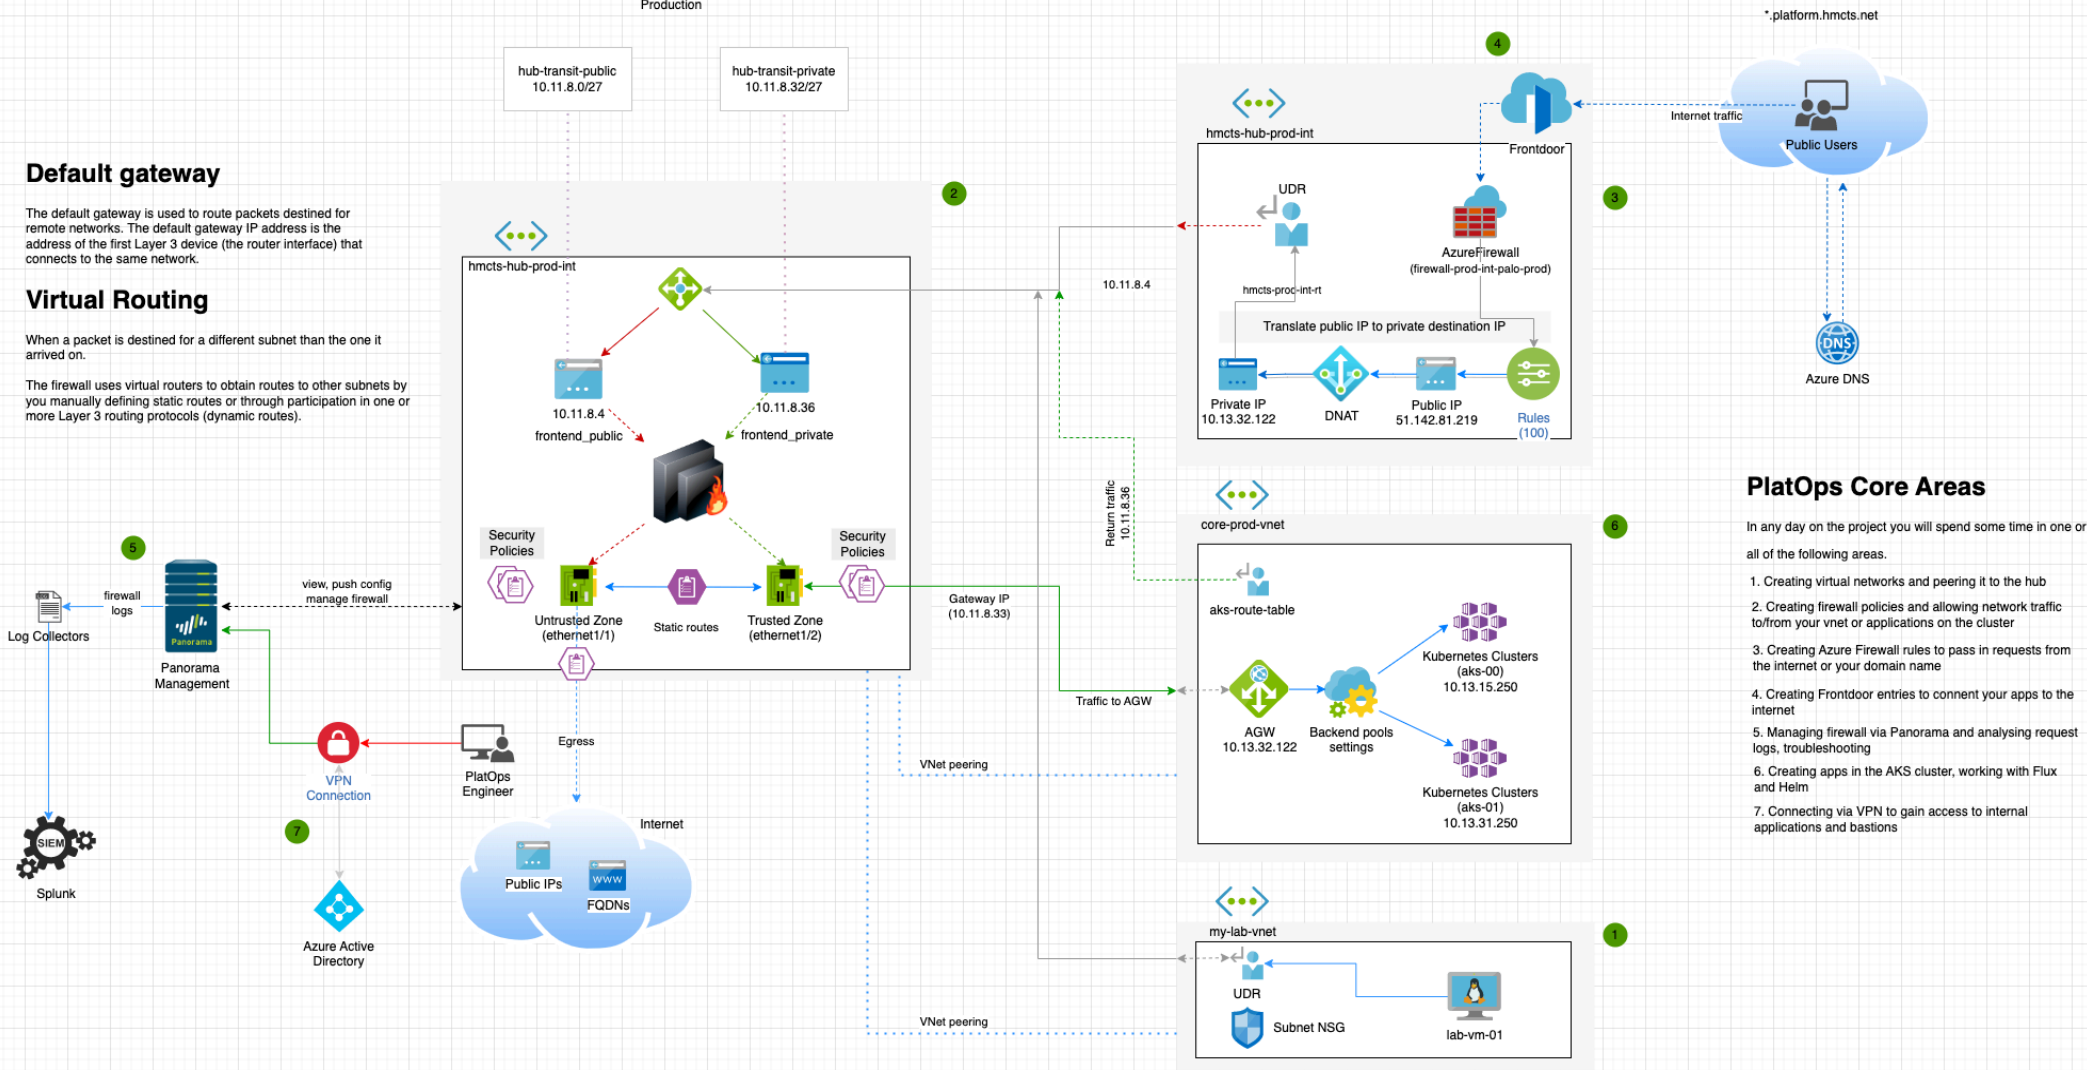 Production
*.platform.hmcts.net
hub-transit-public
10.11.8.0/27
hub-transit-private
10.11.8.32/27
Default gateway
The default gateway is used to route packets destined for
remote networks. The default gateway IP address is the
address of the first Layer 3 device (the router interface) that
connects to the same network.
Virtual Routing
When a packet is destined for a different subnet than the one it
arrived on.
The firewall uses virtual routers to obtain routes to other subnets by
you manually defining static routes or through participation in one or
more Layer 3 routing protocols (dynamic routes).
2
hmcts-hub-prod-int
10.11.8.4
frontend_public
10.11.8.36
frontend_private
Security
Policies
Security
Policies
Untrusted Zone
(ethernet1/1)
Static routes
Trusted Zone
(ethernet1/2)
5
firewall
logs
Log Collectors
Panorama
Panorama
Management
view, push config
manage firewall
VPN
Connection
PlatOps
Engineer
7
SIEM
Splunk
Azure Active
Directory
Egress
Internet
Public IPs
WWW
FQDNs
Gateway IP
(10.11.8.33)
10.11.8.4
Return traffic
10.11.8.36
Traffic to AGW
VNet peering
VNet peering
4
hmcts-hub-prod-int
Frontdoor
Internet traffic
Public Users
3
UDR
AzureFirewall
(firewall-prod-int-palo-prod)
hmcts-prod-int-rt
Translate public IP to private destination IP
Private IP
10.13.32.122
DNAT
Public IP
51.142.81.219
Rules
(100)
DNS
Azure DNS
core-prod-vnet
6
aks-route-table
AGW
10.13.32.122
Backend pools
settings
Kubernetes Clusters
(aks-00)
10.13.15.250
Kubernetes Clusters
(aks-01)
10.13.31.250
my-lab-vnet
1
UDR
Subnet NSG
lab-vm-01
PlatOps Core Areas
In any day on the project you will spend some time in one or
all of the following areas.
1. Creating virtual networks and peering it to the hub
2. Creating firewall policies and allowing network traffic
to/from your vnet or applications on the cluster
3. Creating Azure Firewall rules to pass in requests from
the internet or your domain name
4. Creating Frontdoor entries to connent your apps to the
internet
5. Managing firewall via Panorama and analysing request
logs, troubleshooting
6. Creating apps in the AKS cluster, working with Flux
and Helm
7. Connecting via VPN to gain access to internal
applications and bastions